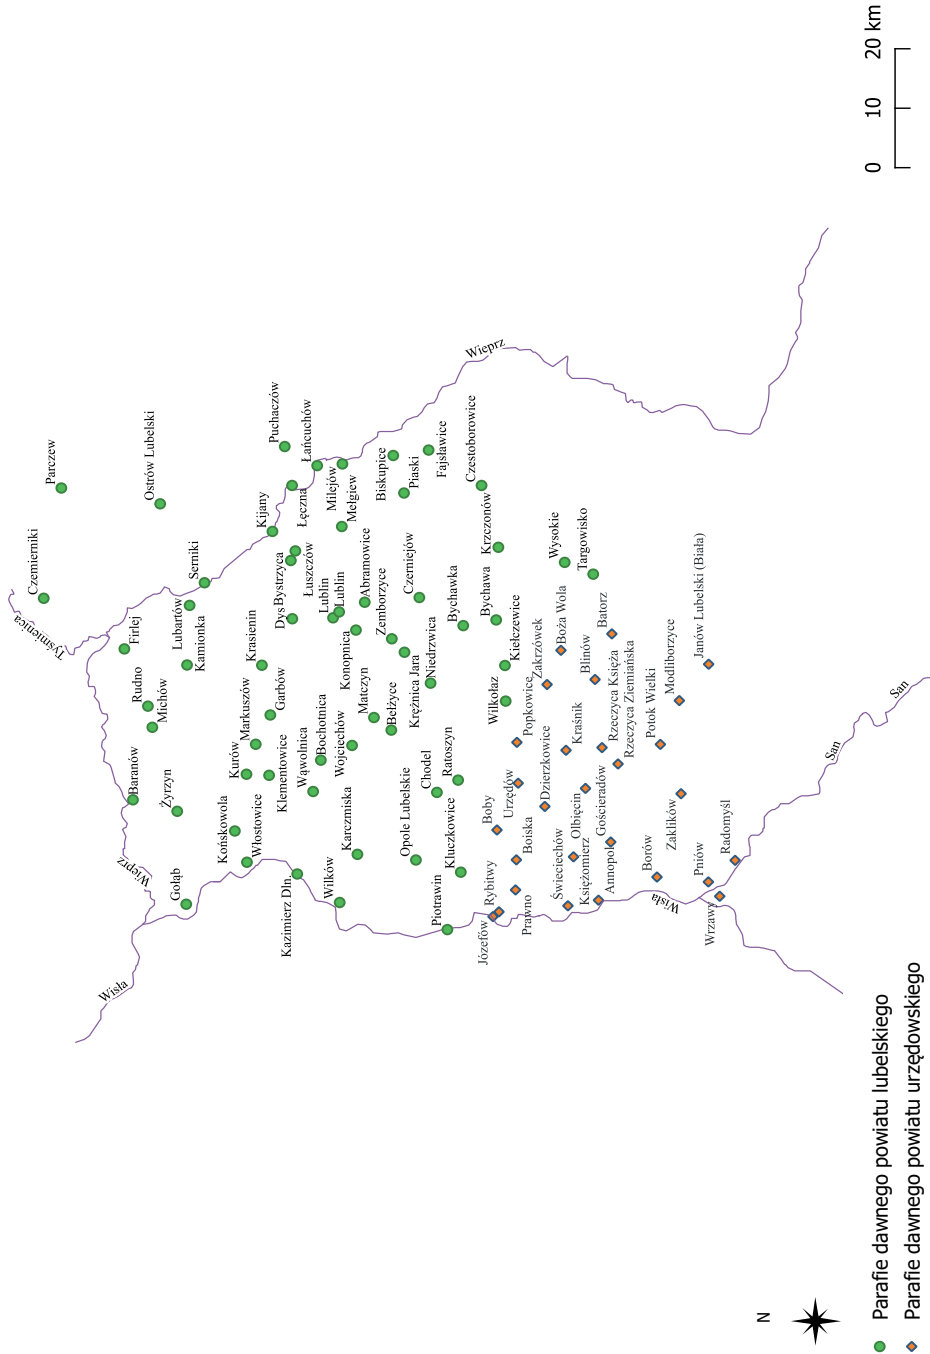 Parczew
Czemierniki
Ostrów Lubelski
Tyśmienica
Serniki
Firlej
Lubartów
Kamionka
Rudno
Michów
Baranów
Żyrzyn
Wieprz
Gołąb
Wisła
Puchaczów
Łańcuchów
Kijany
Łęczna
Milejów
Mełgiew
Bystrzyca
Łuszczów
Dys
Lublin
Lublin
Krasienin
Garbów
Markuszów
Kurów
Klementowice
Końskowola
Włostowice
Wąwolnica
Bochotnica
Wojciechów
Konopnica
Matczyn
Abramowice
Zemborzyce
Bełżyce
Krężnica Jara
Niedrzwica
Czerniejów
Kazimierz Dln.
Wilków
Karczmiska
Opole Lubelskie
Chodel
Ratoszyn
Kluczkowice
Piotrawin
Biskupice
Piaski
Fajsławice
Wieprz
Czestoborowice
Krzczonów
Bychawka
Bychawa
Kiełczewice
Wilkołaz
Wysokie
Targowisko
Józefów
Rybitwy
Prawno
Boby
Boiska
Urzędów
Popkowice
Zakrzówek
Boża Wola
Batorz
Blinów
Kraśnik
Dzierzkowice
Olbięcin
Świeciechów
Księżomierz
Gościeradów
Annopol
Rzeczyca Księża
Rzeczyca Ziemiańska
Potok Wielki
Modliborzyce
Janów Lubelski (Biała)
Borów
Zaklików
Wisła
Pniów
Radomyśl
Wrzawy
San
San
0 10 20 km
N
Parafie dawnego powiatu lubelskiego
Parafie dawnego powiatu urzędowskiego